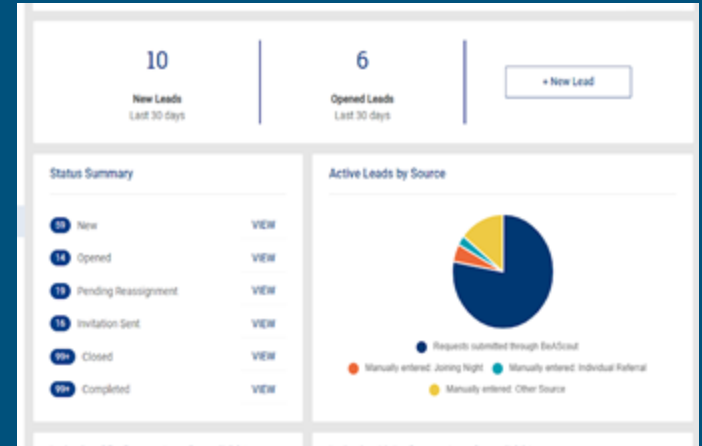 10
6
+ New Lead
New Leads
Opened Leads
Last 30 days
Last 30 days
Status Summary
Active Leads by Source
59 New VIEW
14 Opened VIEW
19 Pending Reassignment VIEW
16 Invitation Sent VIEW
99+ Closed VIEW
99+ Completed VIEW
Requests submitted through BeAScout
Manually entered: Joining Night Manually entered: Individual Referral
Manually entered: Other Source